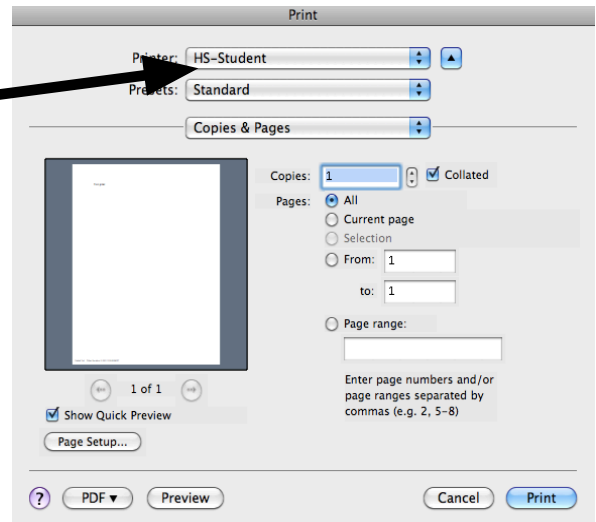 Print
Printer: HS-Student
Presets: Standard
Copies & Pages
Copies: 1 Collated
Pages: All
Current page
Selection
From: 1
to: 1
Page range:
Enter page numbers and/or
page ranges separated by
commas (e.g. 2, 5-8)
1 of 1
Show Quick Preview
Page Setup...
? PDF▼ Preview Cancel Print